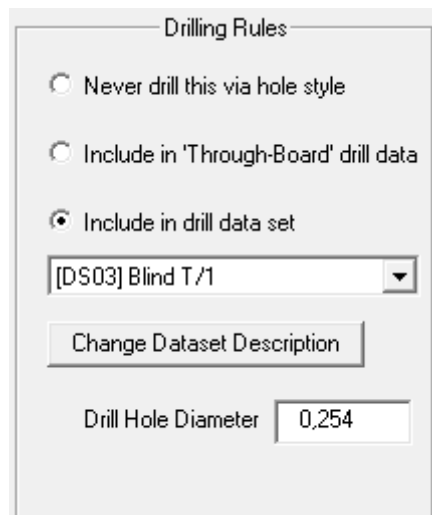 Drilling Rules
Never drill this via hole style
Include in 'Through-Board' drill data
Include in drill data set
[DS03] Blind T/1
Change Dataset Description
Drill Hole Diameter 0,254